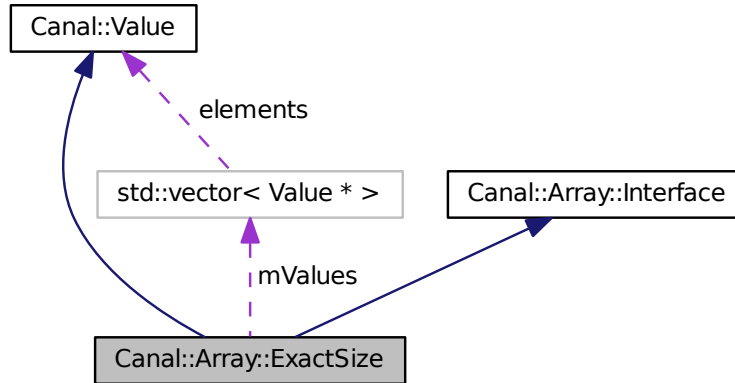 Canal::Value
elements
std::vector< Value * >
Canal::Array::Interface
mValues
Canal::Array::ExactSize